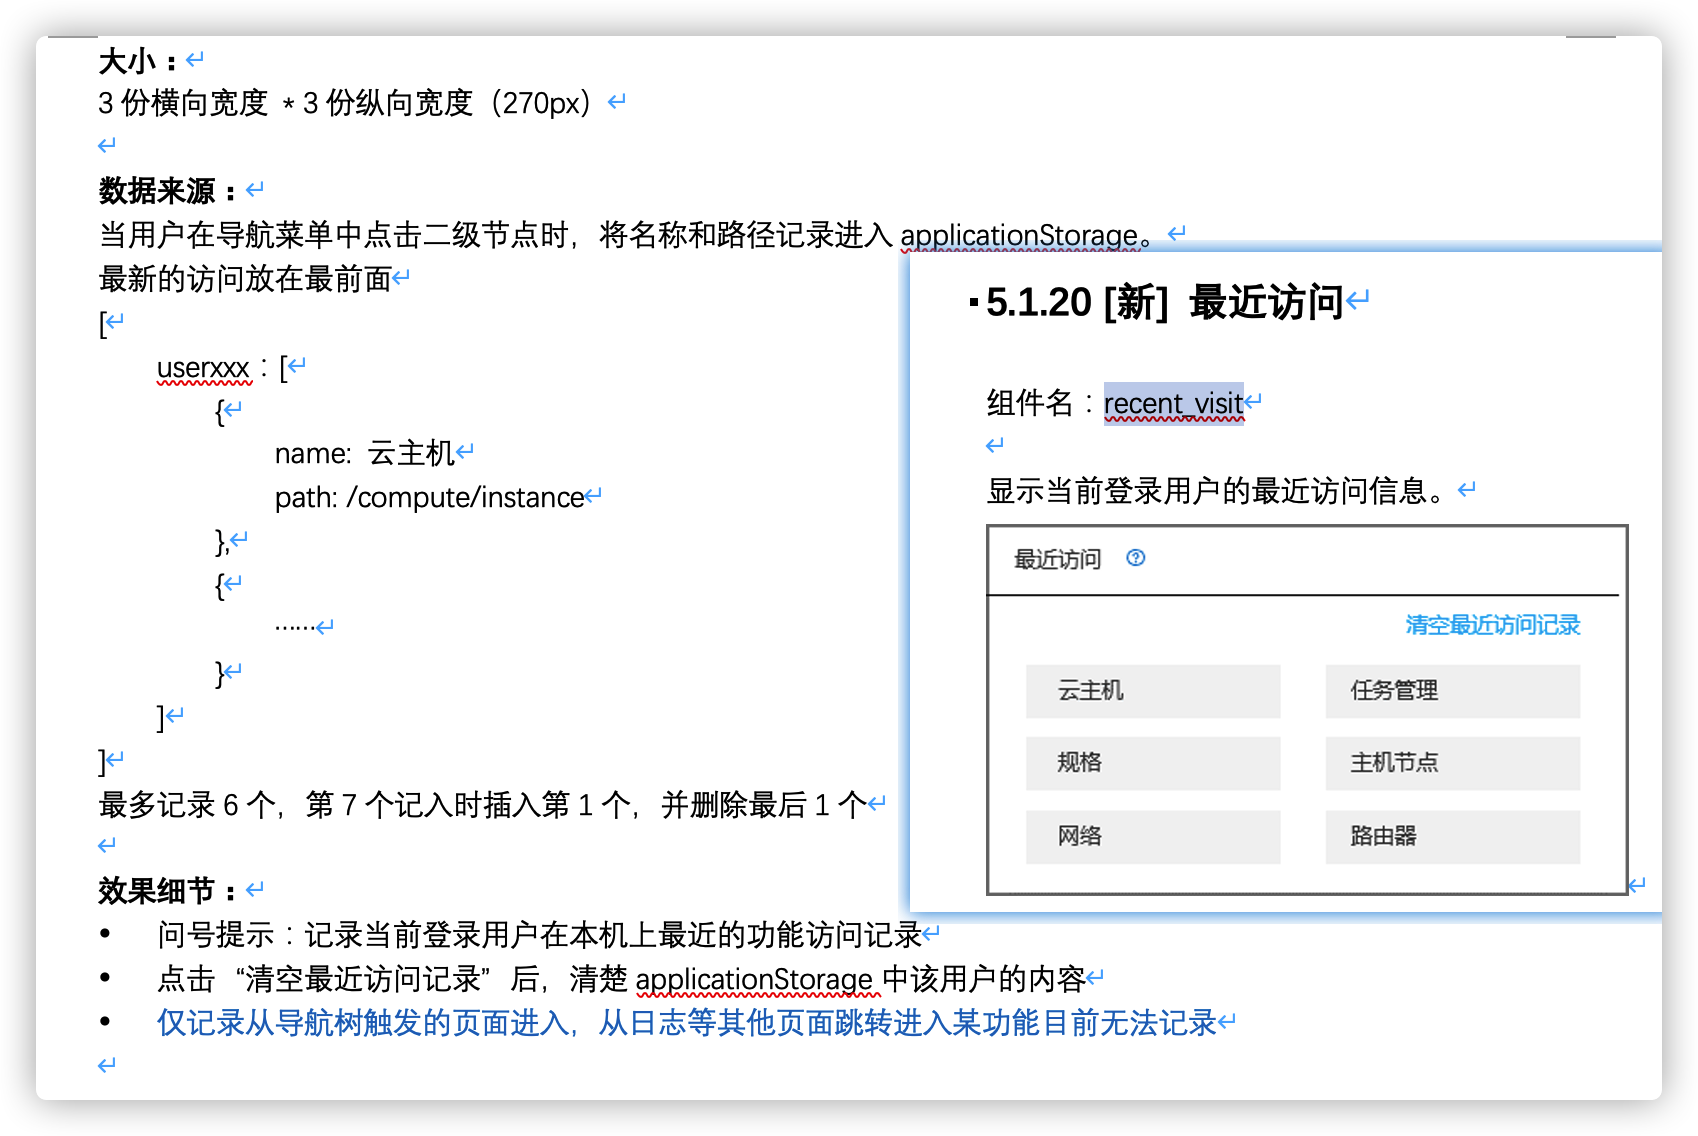 大小：
3 份横向宽度 * 3 份纵向宽度（270px）
数据来源：
当用户在导航菜单中点击二级节点时，将名称和路径记录进入 applicationStorage。
最新的访问放在最前面
[
userxxx：[
{
name: 云主机
path: /compute/instance
},
{
……
}
]
]
最多记录 6 个，第 7 个记入时插入第 1 个，并删除最后 1 个
效果细节：
• 问号提示：记录当前登录用户在本机上最近的功能访问记录
• 点击 “清空最近访问记录” 后，清楚 applicationStorage 中该用户的内容
• 仅记录从导航树触发的页面进入，从日志等其他页面跳转进入某功能目前无法记录
5.1.20 [新] 最近访问
组件名：recent_visit
显示当前登录用户的最近访问信息。
最近访问 ?
清空最近访问记录
云主机 任务管理
规格 主机节点
网络 路由器